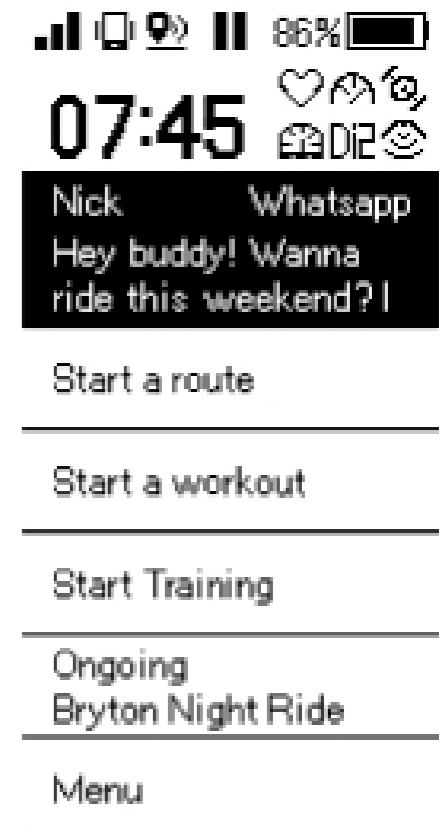 86%
07:45
Di2
Nick Whatsapp
Hey buddy! Wanna
ride this weekend? I
Start a route
Start a workout
Start Training
Ongoing
Bryton Night Ride
Menu